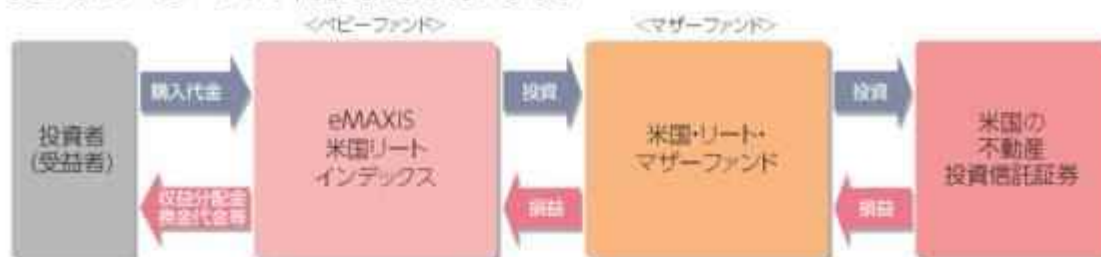 <ベビーファンド>
<マザーファンド>
投資者
(受益者)
購入代金
収益分配金
換金代金等
eMAXIS
米国リート
インデックス
投資
損益
米国・リート・
マザーファンド
投資
損益
米国の
不動産
投資信託証券